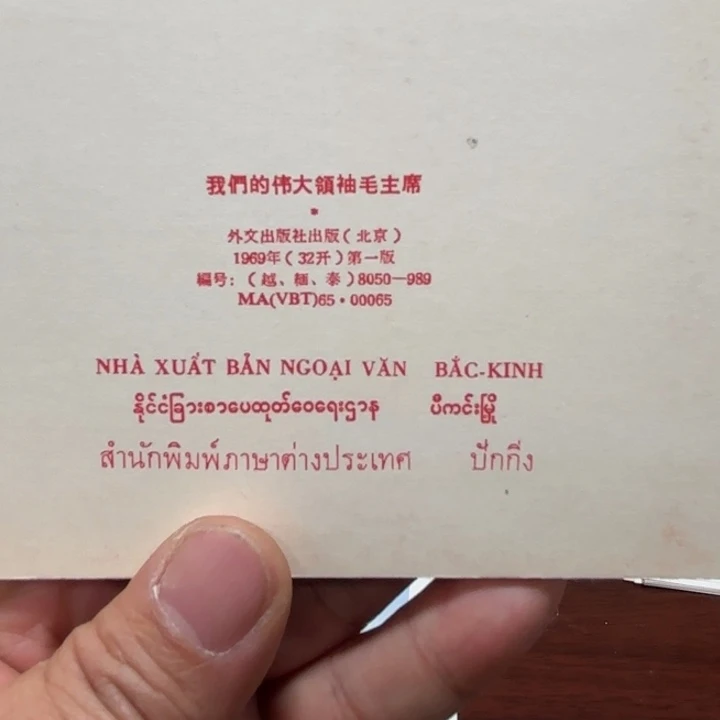 我們的伟大領袖毛主席
*
外文出版社出版（北京）
1969年（32开）第一版
編号：（越、緬、泰）8050—989
MA(VBT)65·00065
NHÀ XUẤT BẢN NGOẠI VĂN BẮC-KINH
နိုင်ငံခြားစာပေထုတ်ဝေရေးဌာန ပီကင်းမြို့
สำนักพิมพ์ภาษาต่างประเทศ ปักกิ่ง